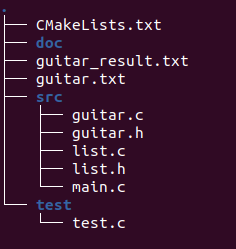 .
├── CMakeLists.txt
├── doc
├── guitar_result.txt
├── guitar.txt
├── src
│   ├── guitar.c
│   ├── guitar.h
│   ├── list.c
│   ├── list.h
│   └── main.c
└── test
    └── test.c